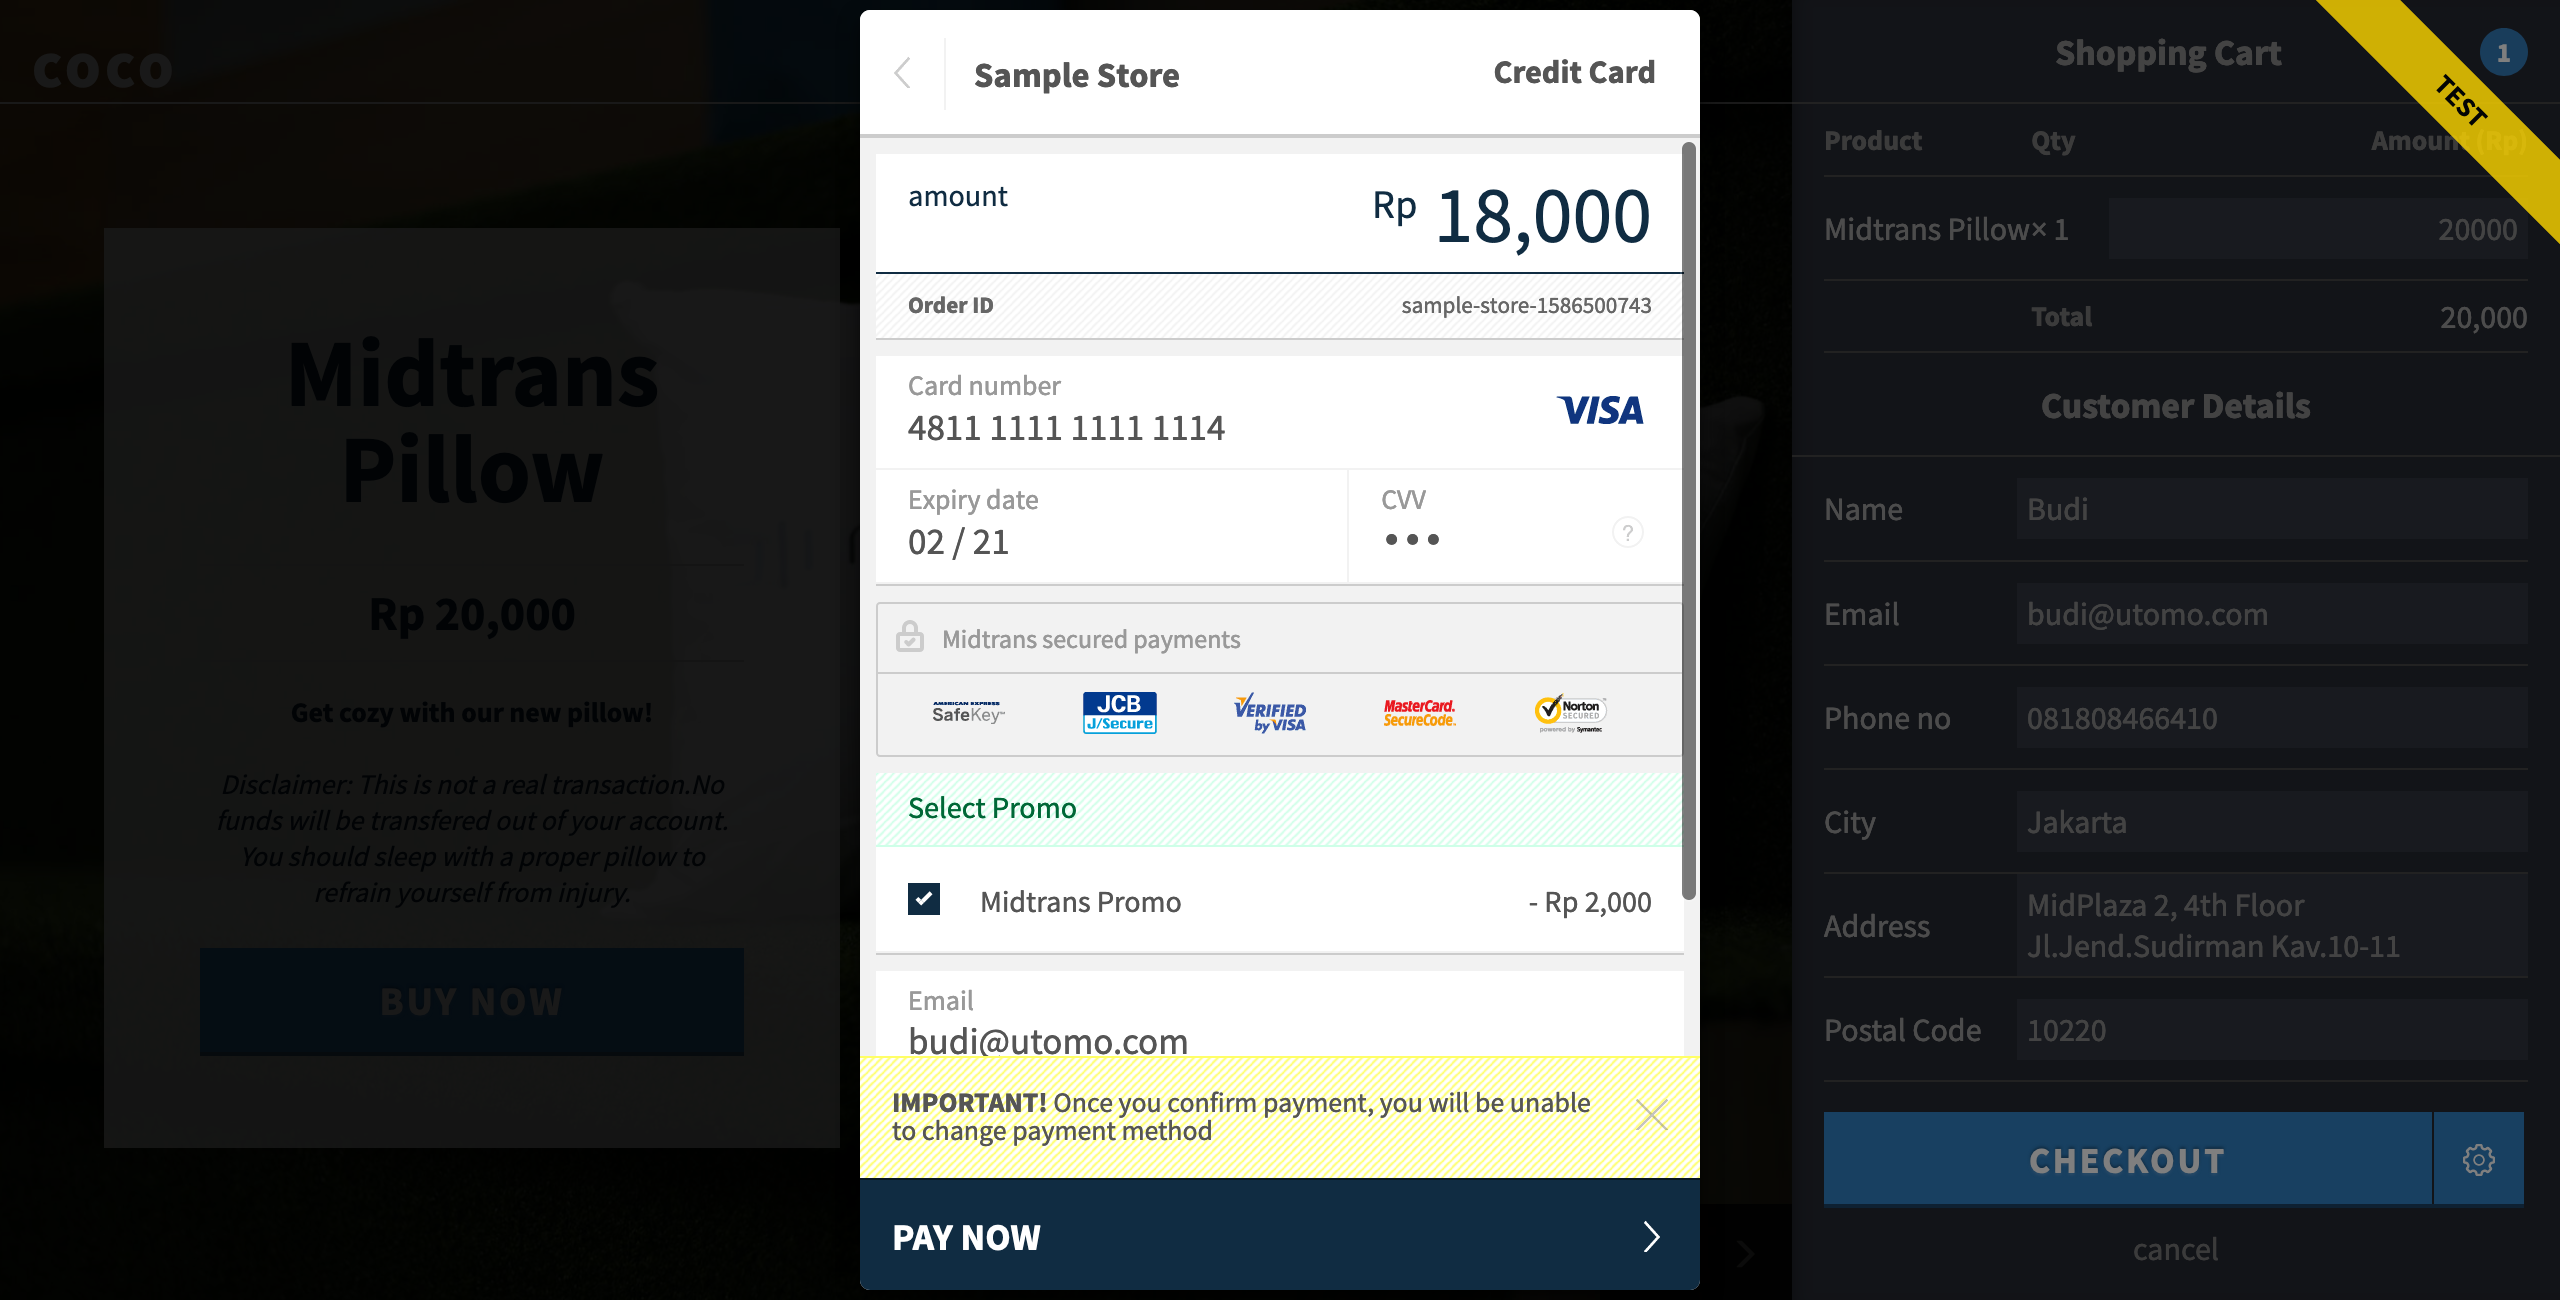 COCO
Midtrans
Pillow
Rp 20,000
Get cozy with our new pillow!
Disclaimer: This is not a real transaction.No
funds will be transfered out of your account.
You should sleep with a proper pillow to
refrain yourself from injury.
BUY NOW
Sample Store
Credit Card
amount
Rp 18,000
Order ID
sample-store-1586500743
Card number
4811 1111 1111 1114
VISA
Expiry date
02 / 21
CVV
?
Midtrans secured payments
AMERICAN EXPRESS
SafeKey
JCB
J/Secure
VERIFIED
by VISA
MasterCard.
SecureCode.
Norton
SECURED
powered by Symantec
Select Promo
Midtrans Promo
- Rp 2,000
Email
budi@utomo.com
IMPORTANT! Once you confirm payment, you will be unable
to change payment method
PAY NOW
Shopping Cart
1
TEST
Product Qty Amount (Rp)
Midtrans Pillow× 1 20000
Total 20,000
Customer Details
Name Budi
Email budi@utomo.com
Phone no 081808466410
City Jakarta
Address
MidPlaza 2, 4th Floor
Jl.Jend.Sudirman Kav.10-11
Postal Code 10220
CHECKOUT
cancel